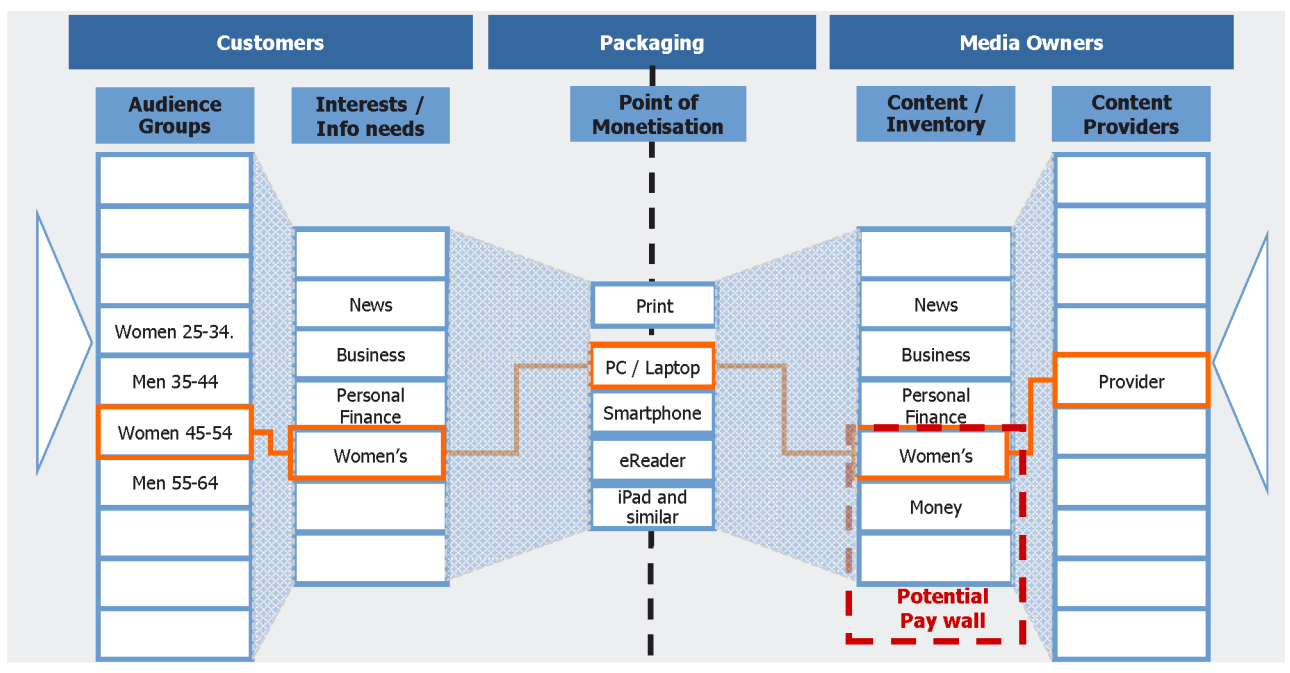 Customers
Packaging
Media Owners
Audience
Groups
Interests /
Info needs
Point of
Monetisation
Content /
Inventory
Content
Providers
Women 25-34.
Men 35-44
Women 45-54
Men 55-64
News
Business
Personal
Finance
Women's
Print
PC / Laptop
Smartphone
eReader
iPad and
similar
News
Business
Personal
Finance
Women's
Money
Potential
Pay wall
Provider